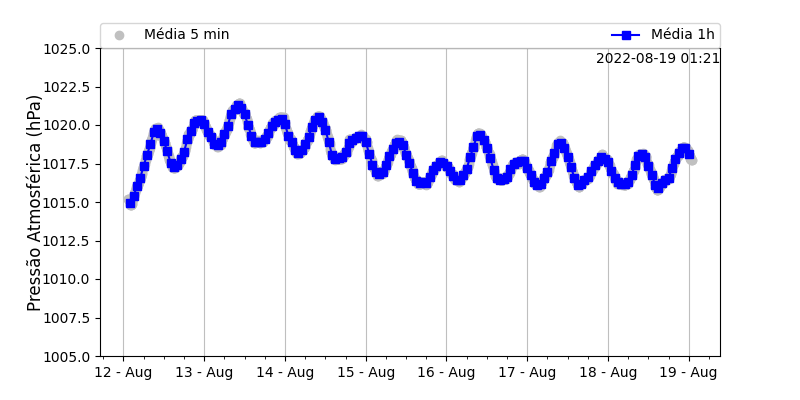 Média 5 min
Média 1h
2022-08-19 01:21
Pressão Atmosférica (hPa)
1025.0
1022.5
1020.0
1017.5
1015.0
1012.5
1010.0
1007.5
1005.0
12 - Aug
13 - Aug
14 - Aug
15 - Aug
16 - Aug
17 - Aug
18 - Aug
19 - Aug